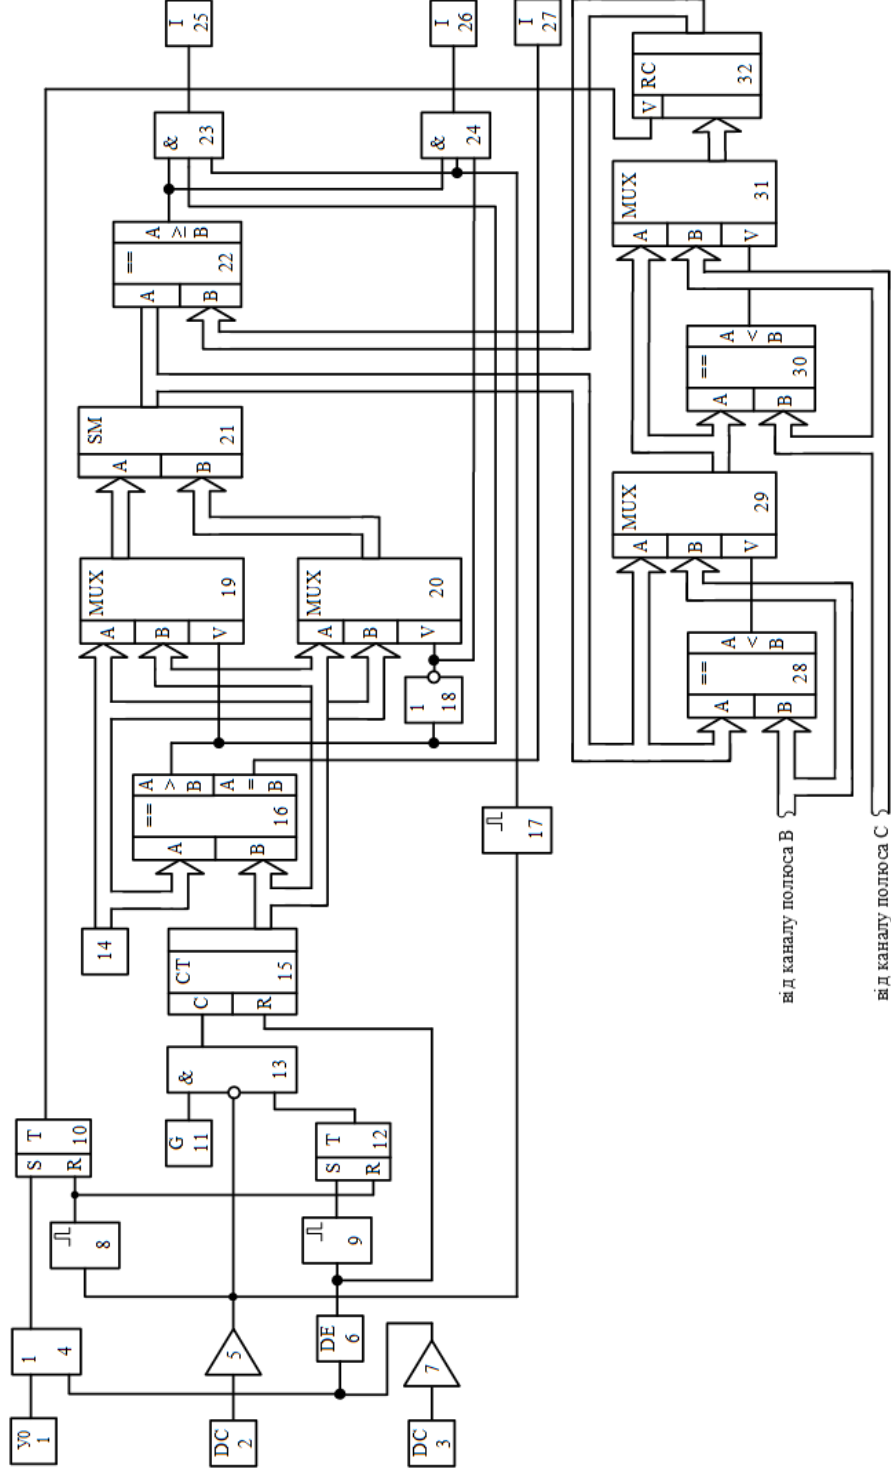 У0
1
DC
2
DC
3
1
4
5
DE
6
7
8
9
S T
R 10
G
11
S T
R 12
&
13
14
C CT
R 15
A == A
>
B
B 16 A
=
B
17
1
18
A MUX
B
V 19
A MUX
B
V 20
A SM
B 21
A == A
≥
B
B 22
&
23
&
24
I
25
I
26
I
27
A == A
<
B
B 28
A MUX
B
V 29
A == A
<
B
B 30
A MUX
B
V 31
V RC
32
від каналу полюса В
від каналу полюса С